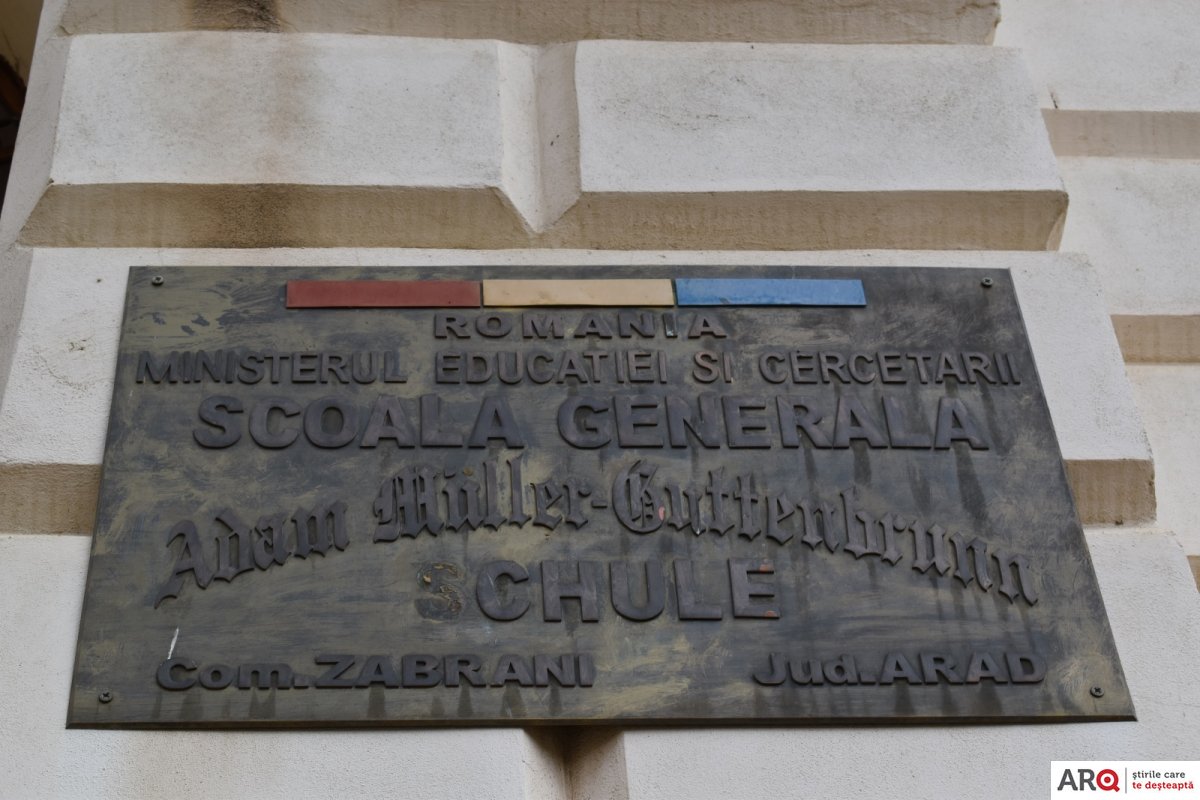 ROMANIA
MINISTERUL EDUCATIEI SI CERCETARII
SCOALA GENERALA
Adam Müller-Guttenbrunn
SCHULE
Com. ZABRANI Jud. ARAD
ARQ știrile care
te deșteaptă